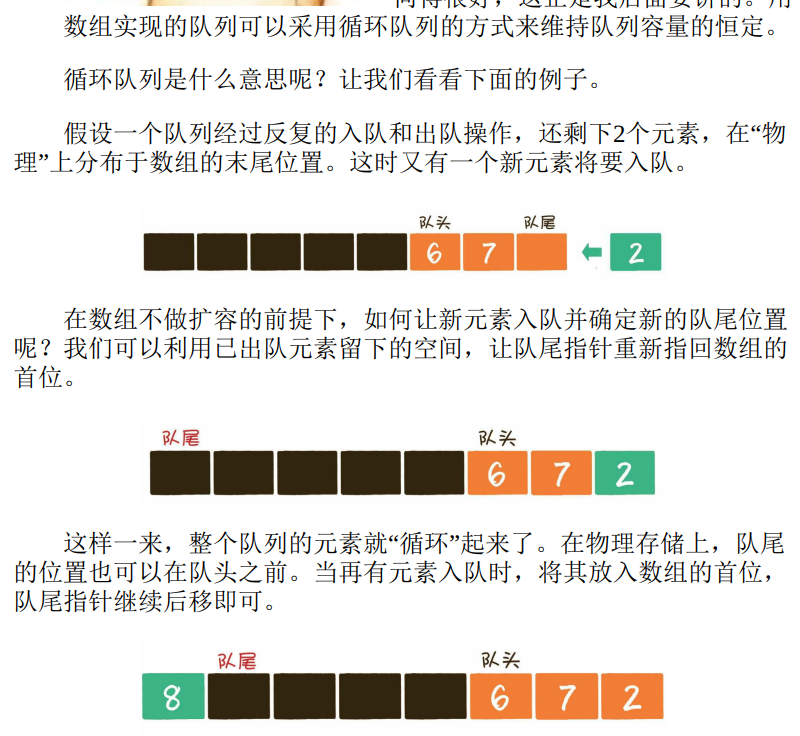 数组实现的队列可以采用循环队列的方式来维持队列容量的恒定。
循环队列是什么意思呢？让我们看看下面的例子。
假设一个队列经过反复的入队和出队操作，还剩下2个元素，在“物
理”上分布于数组的末尾位置。这时又有一个新元素将要入队。
队头 队尾
6 7 2
在数组不做扩容的前提下，如何让新元素入队并确定新的队尾位置
呢？我们可以利用已出队元素留下的空间，让队尾指针重新指回数组的
首位。
队尾 队头
6 7 2
这样一来，整个队列的元素就“循环”起来了。在物理存储上，队尾
的位置也可以在队头之前。当再有元素入队时，将其放入数组的首位，
队尾指针继续后移即可。
队尾 队头
8 6 7 2